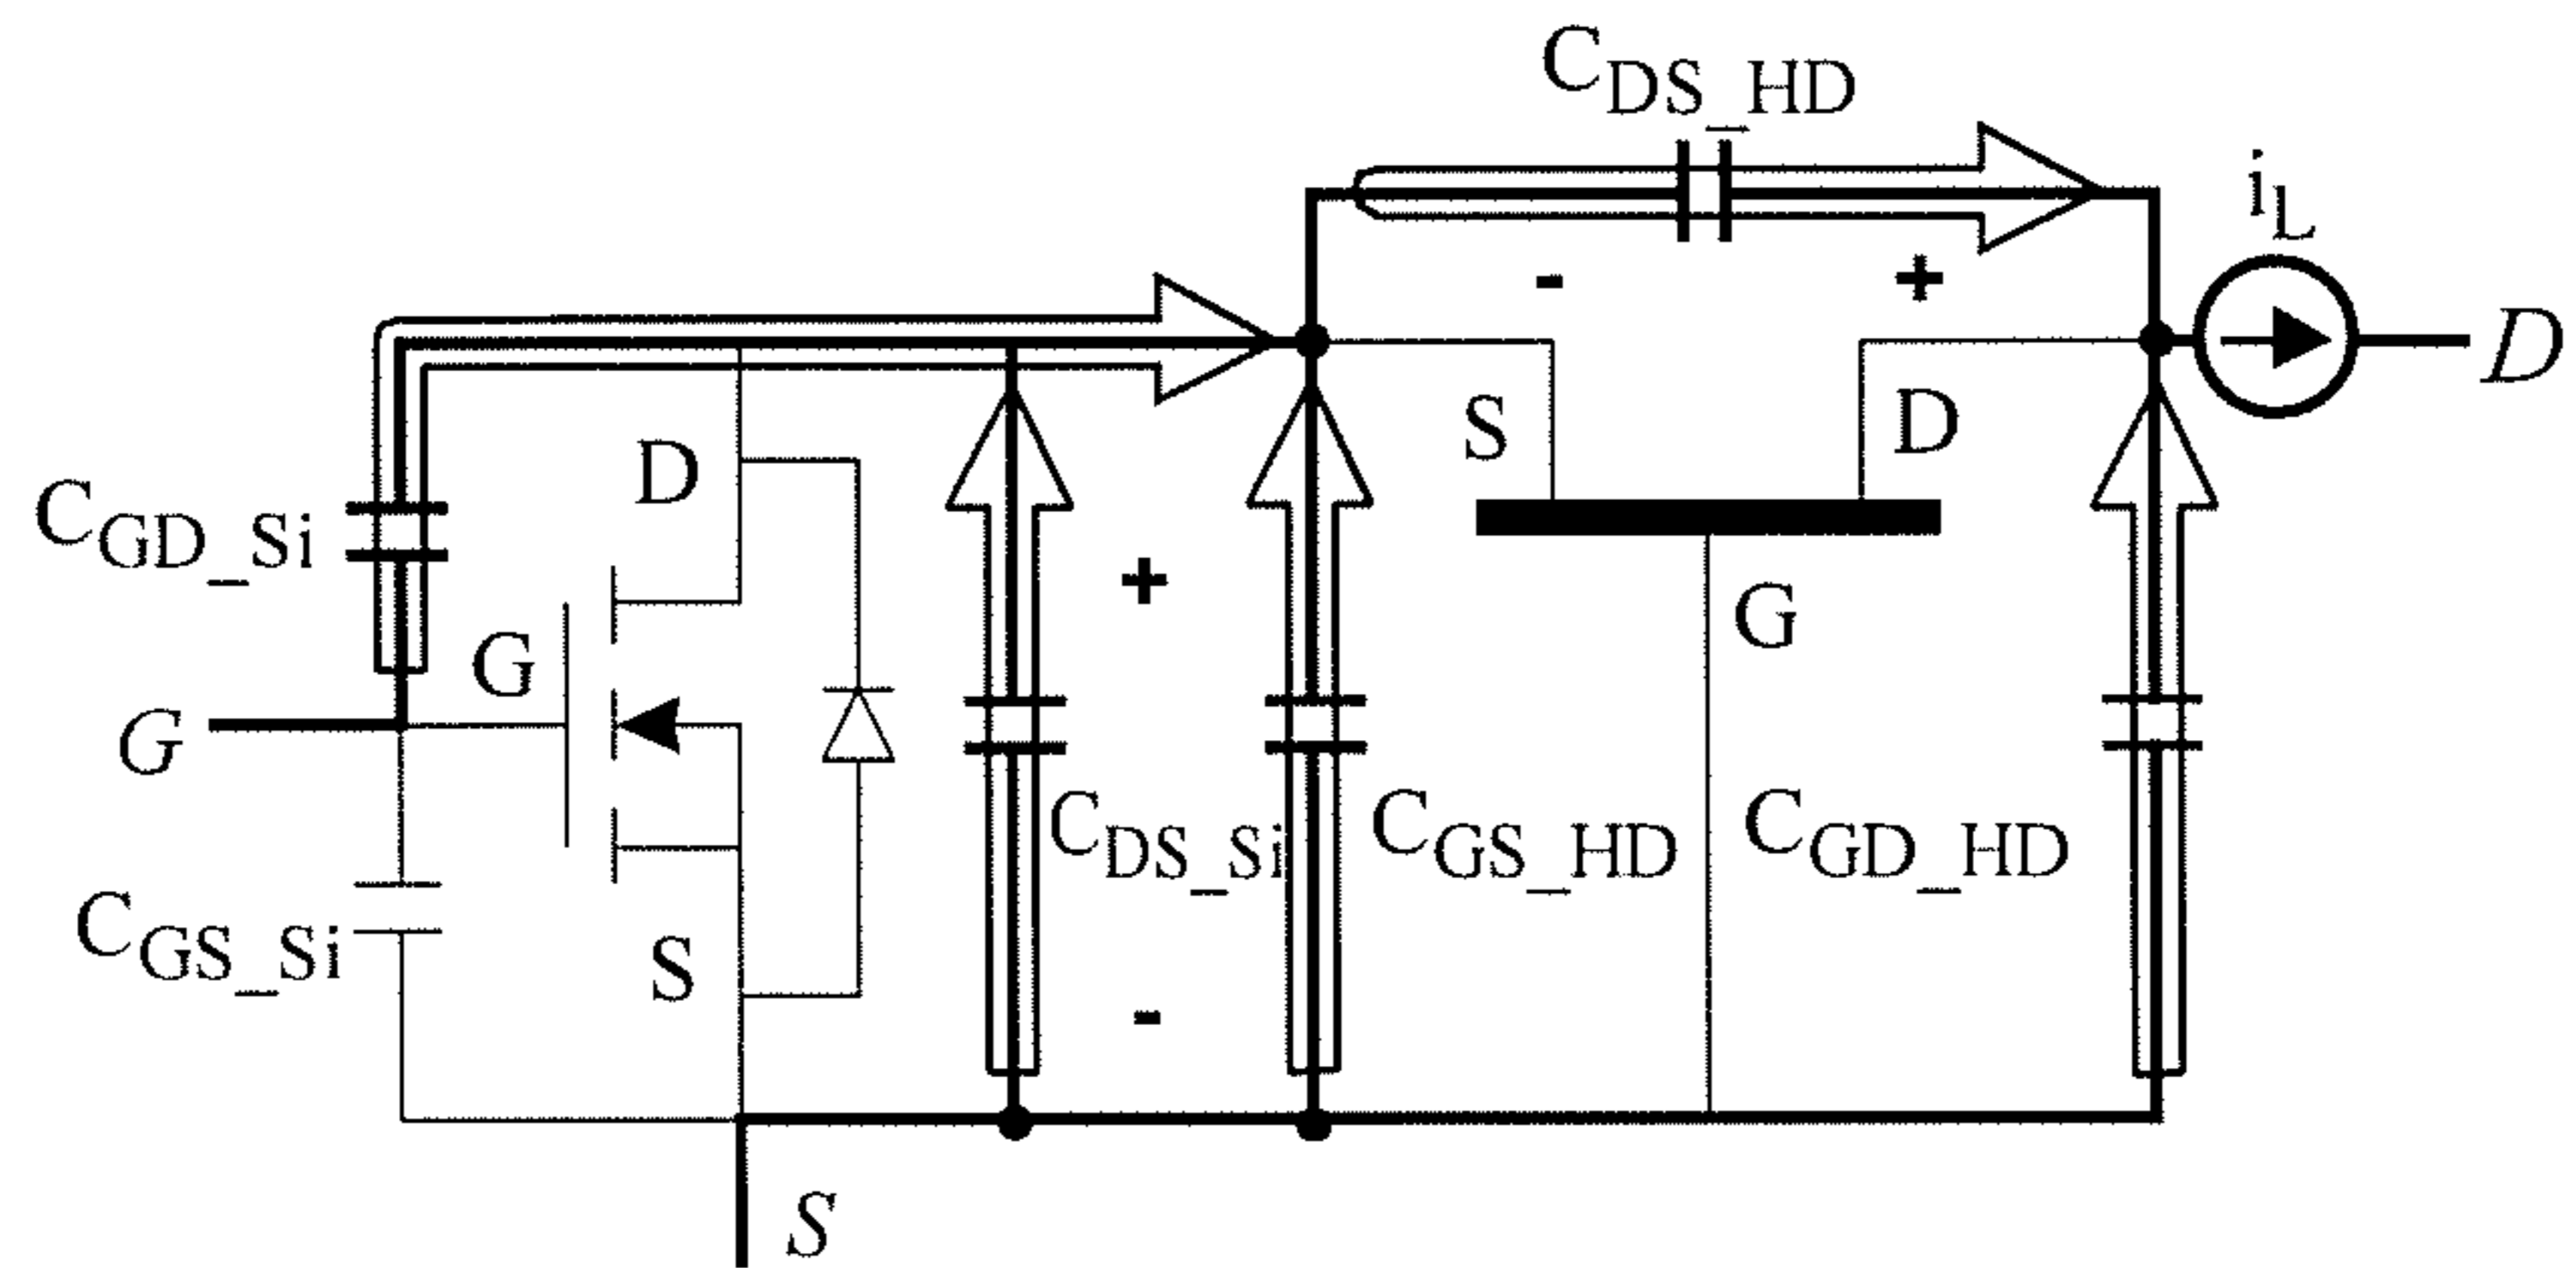 C_DS_HD
i_L
-
+
D
S
D
D
C_GD_Si
+
G
G
G
C_DS_Si
C_GS_HD
C_GD_HD
C_GS_Si
S
-
S